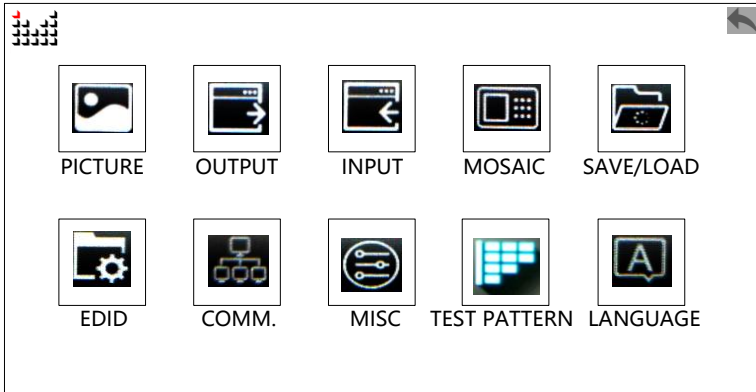 PICTURE OUTPUT INPUT MOSAIC SAVE/LOAD
EDID COMM. MISC TEST PATTERN LANGUAGE